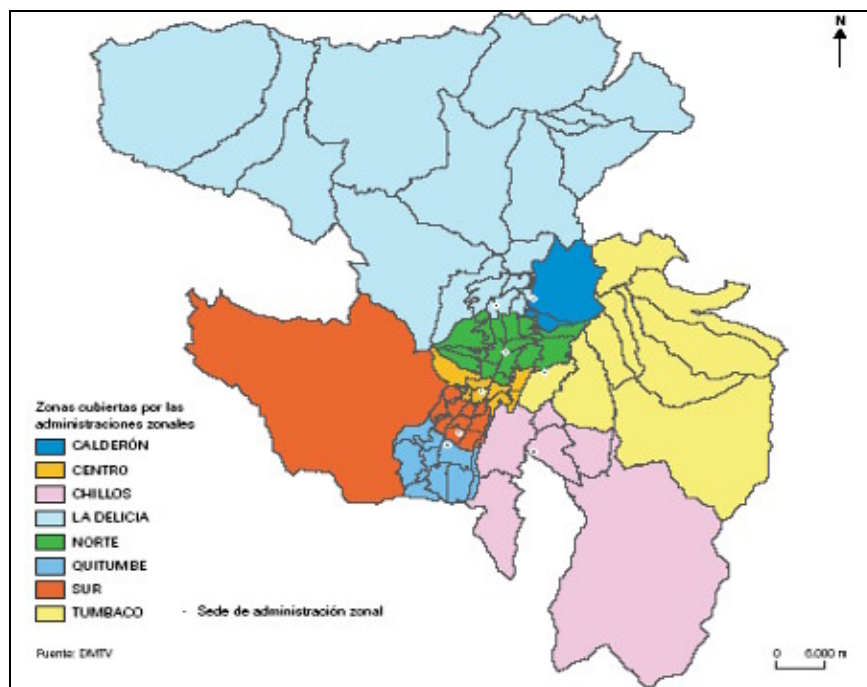 N
Zonas cubiertas por las
administraciones zonales
CALDERÓN
CENTRO
CHILLOS
LA DELICIA
NORTE
QUITUMBE
SUR
TUMBACO
- Sede de administración zonal
Fuente: DMTV
0 6.000 m